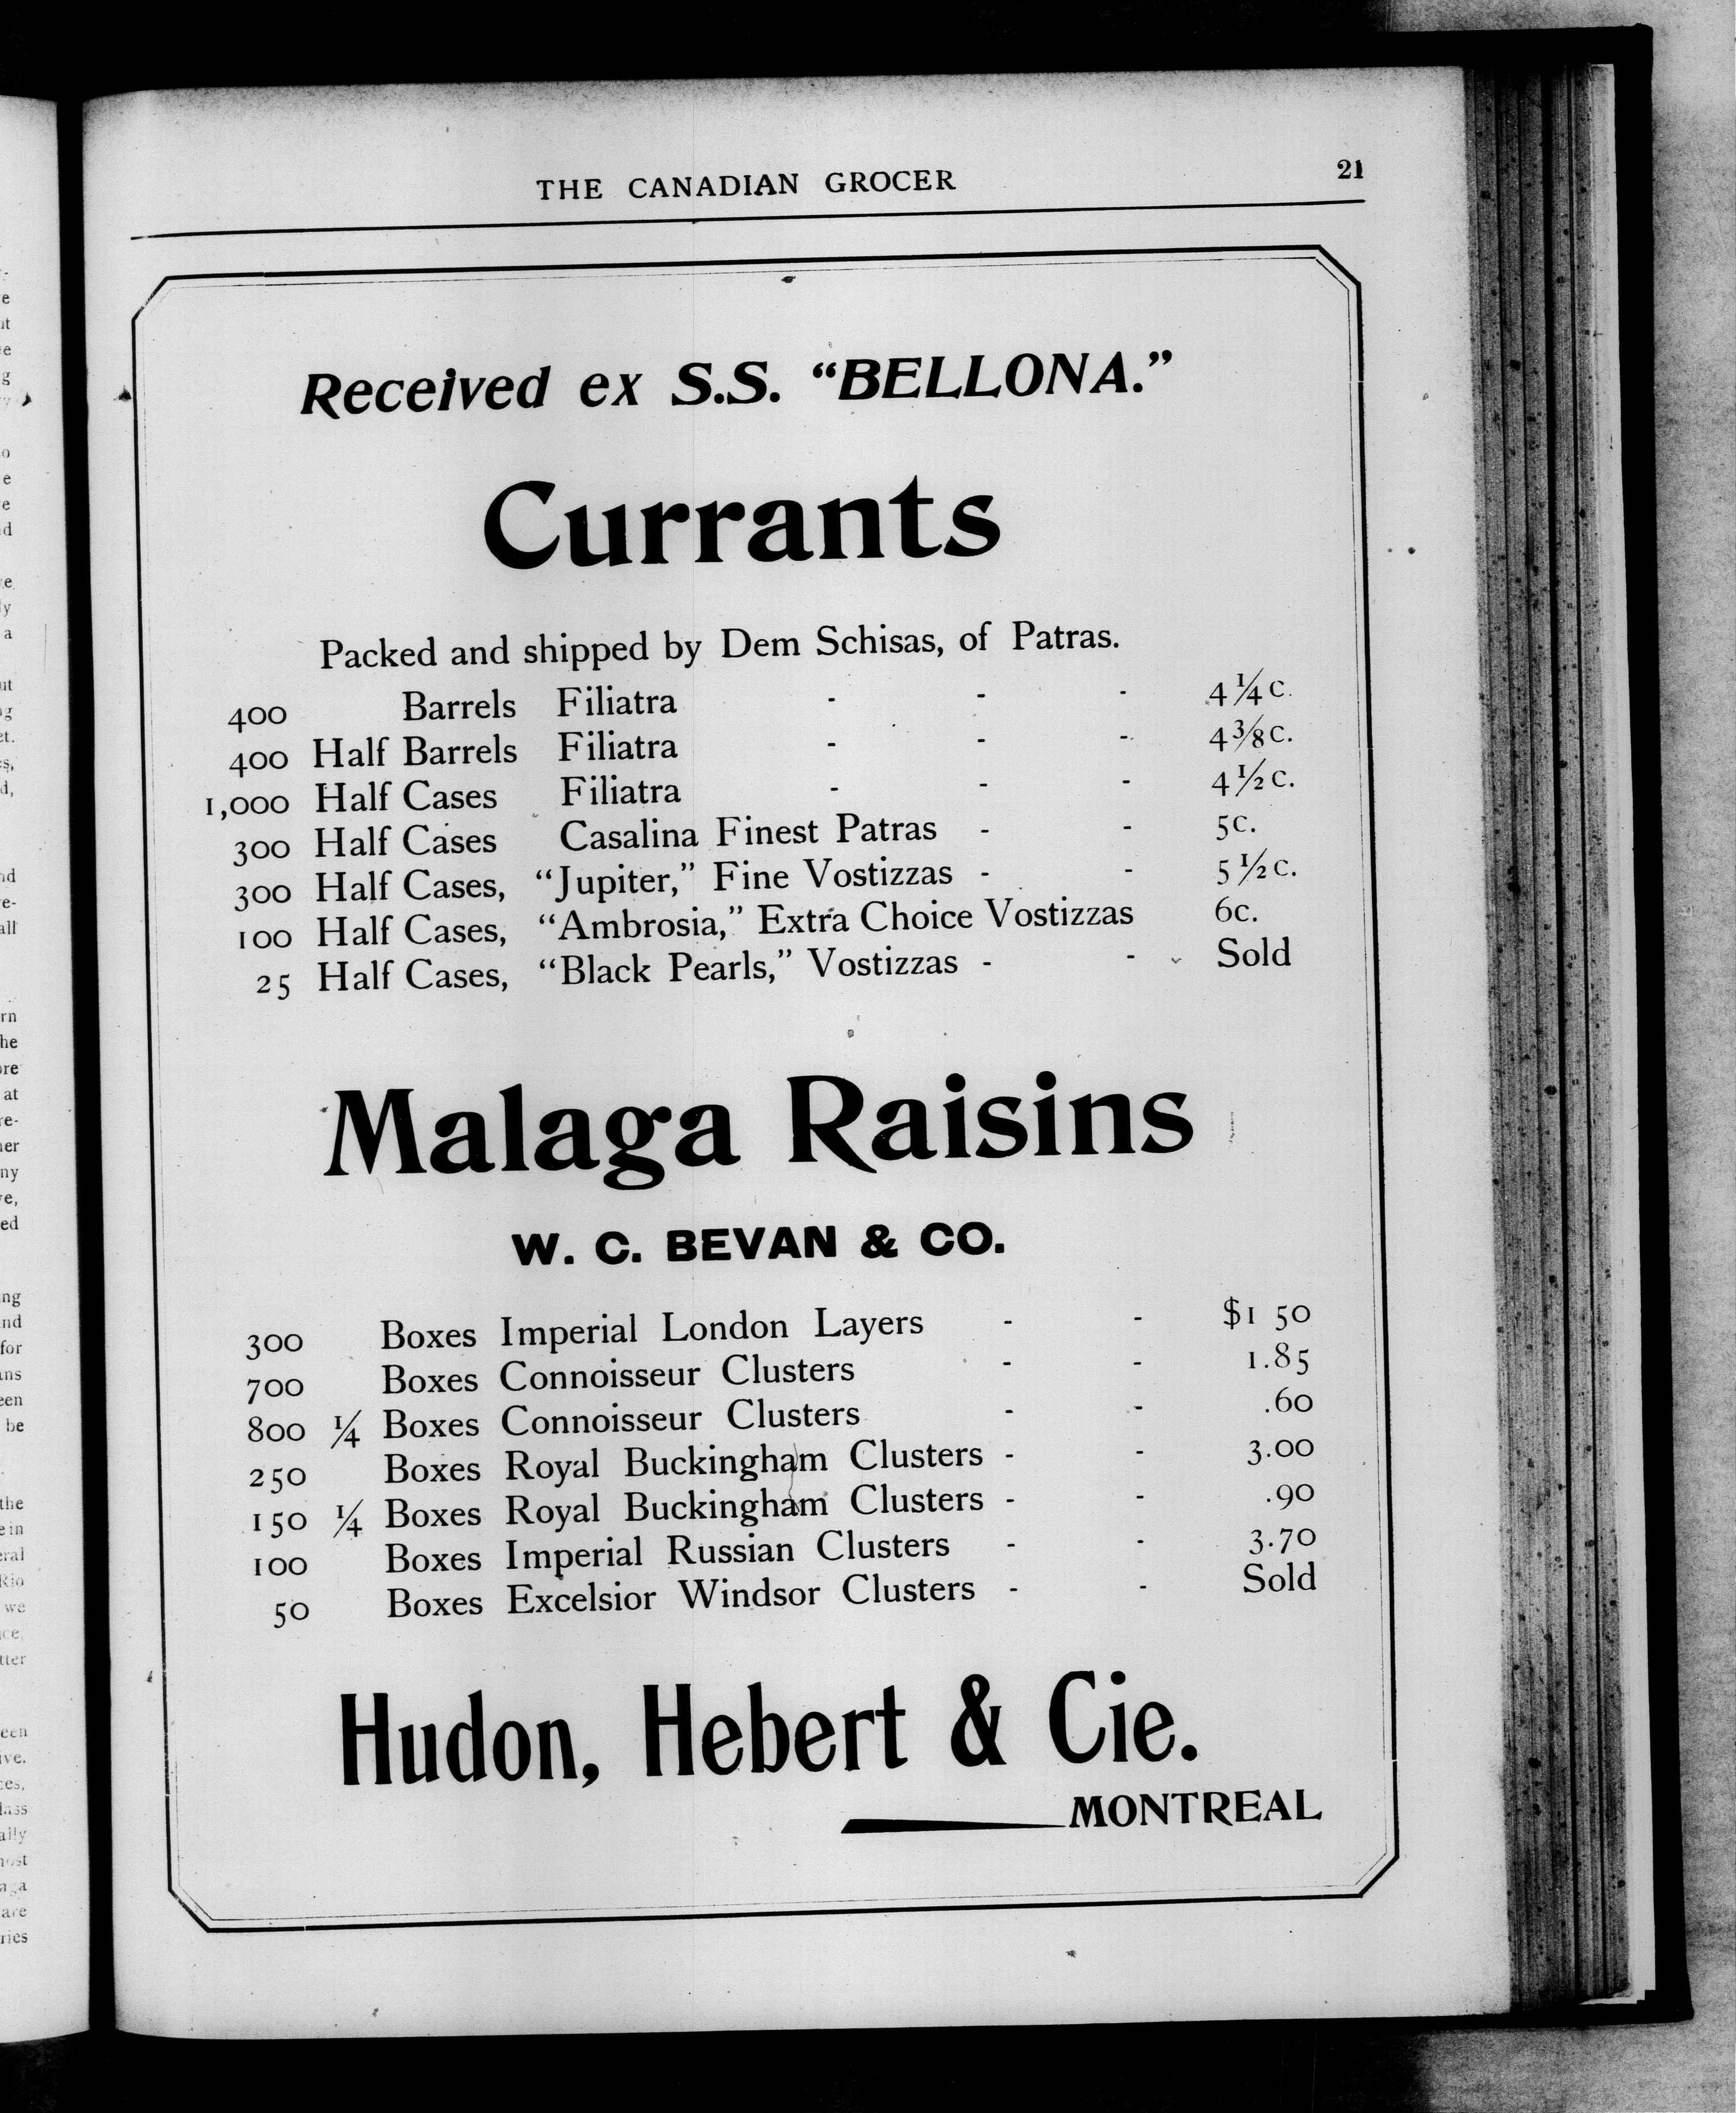 THE CANADIAN GROCER 21
Received ex S.S. “BELLONA.”
Currants
Packed and shipped by Dem Schisas, of Patras.
400 Barrels Filiatra - - - 4¼c.
400 Half Barrels Filiatra - - - 4⅜c.
1,000 Half Cases Filiatra - - - 4½c.
300 Half Cases Casalina Finest Patras - - 5c.
300 Half Cases, “Jupiter,” Fine Vostizzas - - 5½c.
100 Half Cases, “Ambrosia,” Extra Choice Vostizzas 6c.
25 Half Cases, “Black Pearls,” Vostizzas - - Sold
Malaga Raisins
W. C. BEVAN & CO.
300 Boxes Imperial London Layers - - $1 50
700 Boxes Connoisseur Clusters - - 1.85
800 ¼ Boxes Connoisseur Clusters - - .60
250 Boxes Royal Buckingham Clusters - - 3.00
150 ¼ Boxes Royal Buckingham Clusters - - .90
100 Boxes Imperial Russian Clusters - - 3.70
50 Boxes Excelsior Windsor Clusters - - Sold
Hudon, Hebert & Cie.
MONTREAL